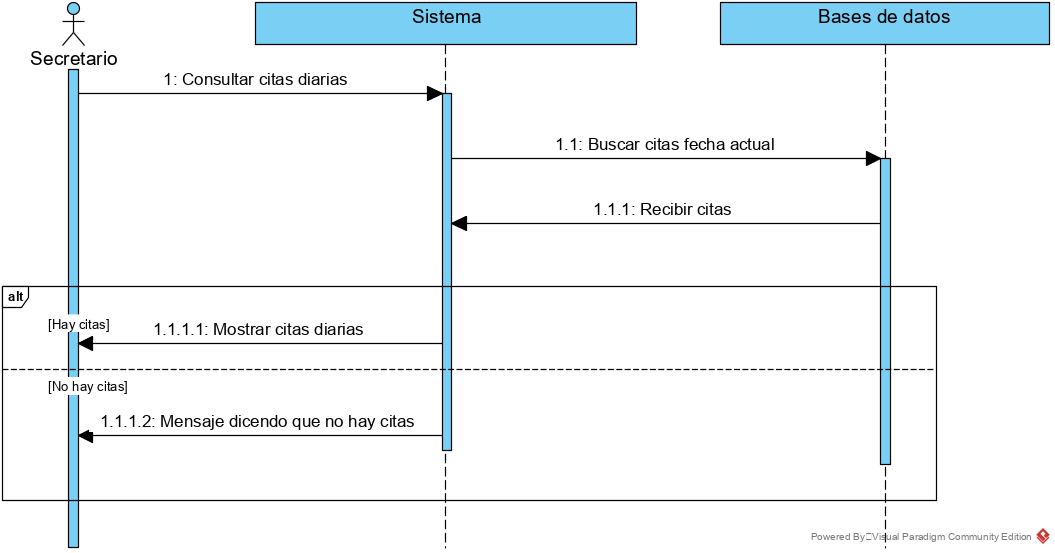 Sistema
Bases de datos
Secretario
1: Consultar citas diarias
1.1: Buscar citas fecha actual
1.1.1: Recibir citas
alt
[Hay citas]
1.1.1.1: Mostrar citas diarias
[No hay citas]
1.1.1.2: Mensaje dicendo que no hay citas
Powered By Visual Paradigm Community Edition